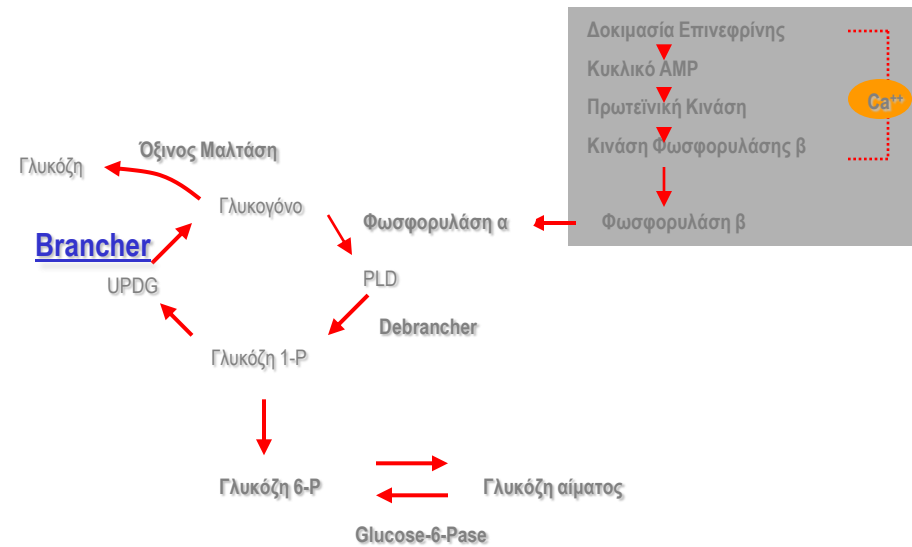 Δοκιμασία Επινεφρίνης
Κυκλικό AMP
Πρωτεϊνική Κινάση
Κινάση Φωσφορυλάσης β
Ca++
Φωσφορυλάση β
Όξινος Μαλτάση
Γλυκόζη
Γλυκογόνο
Φωσφορυλάση α
Brancher
UPDG
PLD
Debrancher
Γλυκόζη 1-P
Γλυκόζη 6-P
Γλυκόζη αίματος
Glucose-6-Pase